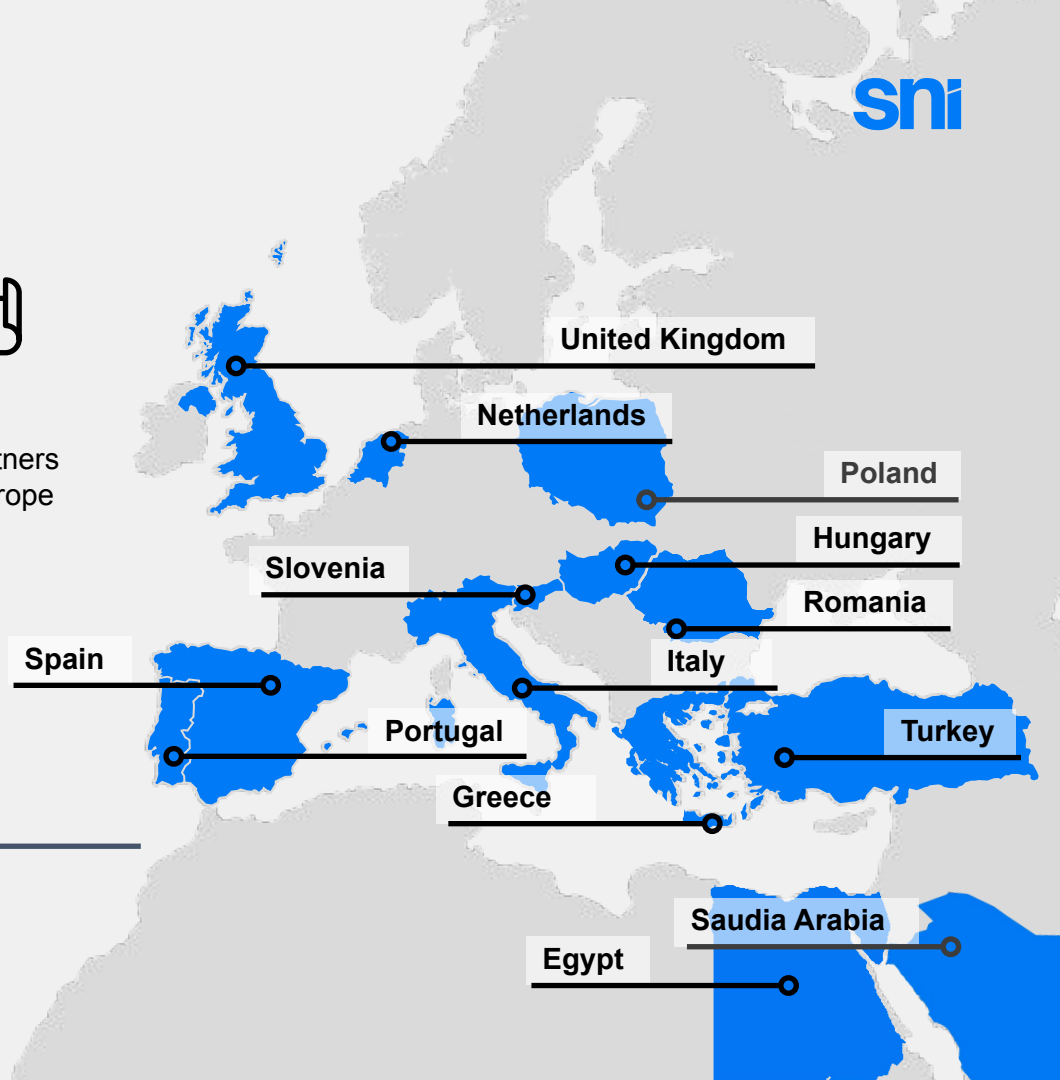 sni
United Kingdom
Netherlands
tners
rope
Poland
Hungary
Slovenia
Romania
Spain
Italy
Portugal
Turkey
Greece
Saudia Arabia
Egypt